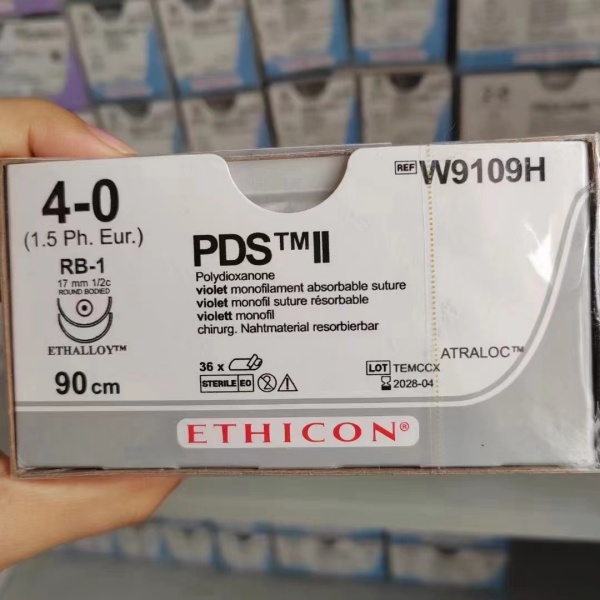 4-0
(1.5 Ph. Eur.)
RB-1
17 mm 1/2c
ROUND BODIED
ETHALLOY™
90 cm
REF W9109H
PDS™II
Polydioxanone
violet monofilament absorbable suture
violet monofil suture résorbable
violett monofil
chirurg. Nahtmaterial resorbierbar
36 x
STERILE EO
LOT TEMCCX
2028-04
ATRALOC™
ETHICON®